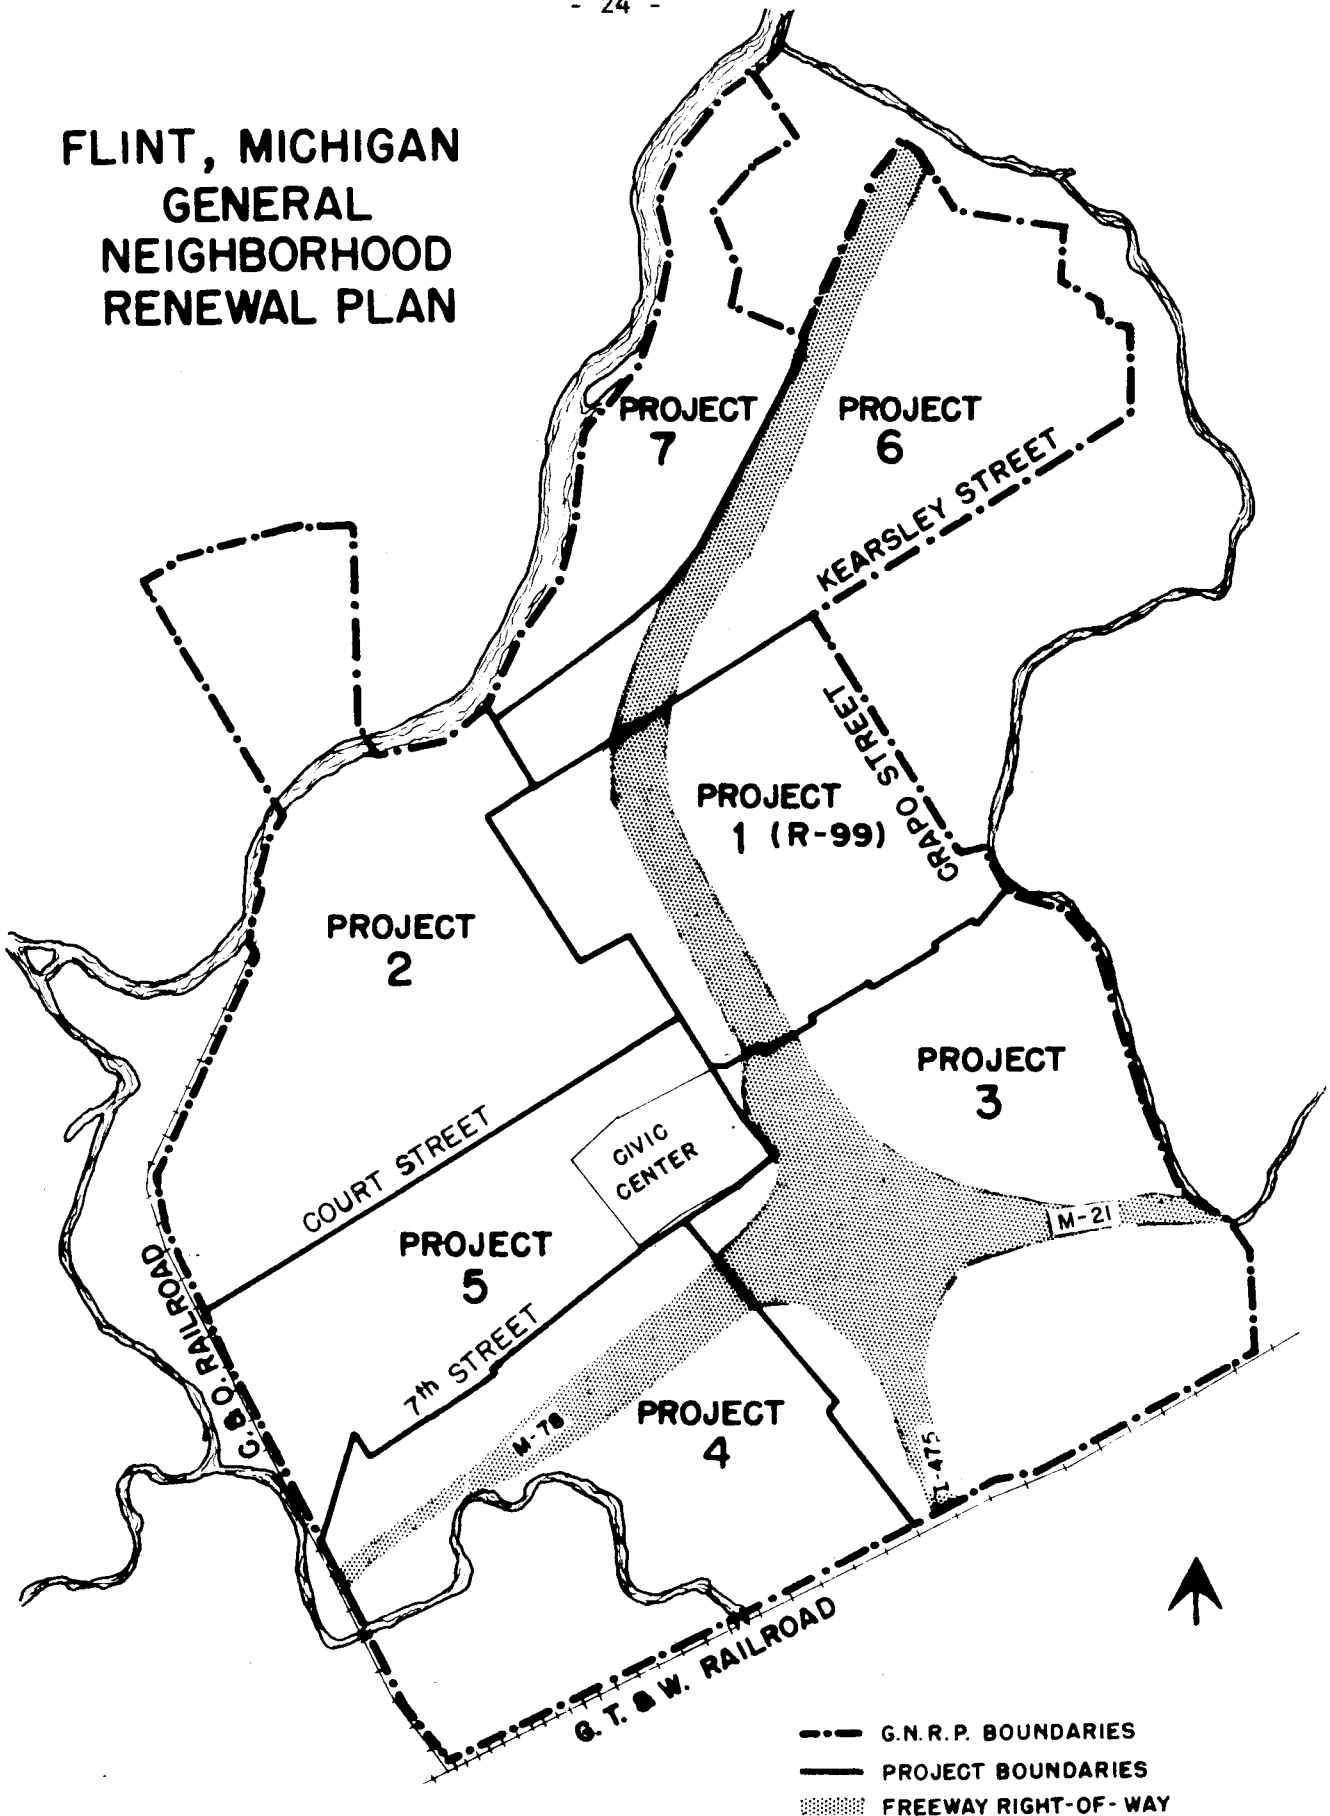 - 24 -
FLINT, MICHIGAN
GENERAL
NEIGHBORHOOD
RENEWAL PLAN
PROJECT
7
PROJECT
6
KEARSLEY STREET
CRAPO STREET
PROJECT
1 (R-99)
PROJECT
2
PROJECT
3
COURT STREET
CIVIC
CENTER
M-21
PROJECT
5
C. & O. RAILROAD
7th STREET
M-78
PROJECT
4
I-475
G. T. & W. RAILROAD
G.N.R.P. BOUNDARIES
PROJECT BOUNDARIES
FREEWAY RIGHT-OF-WAY